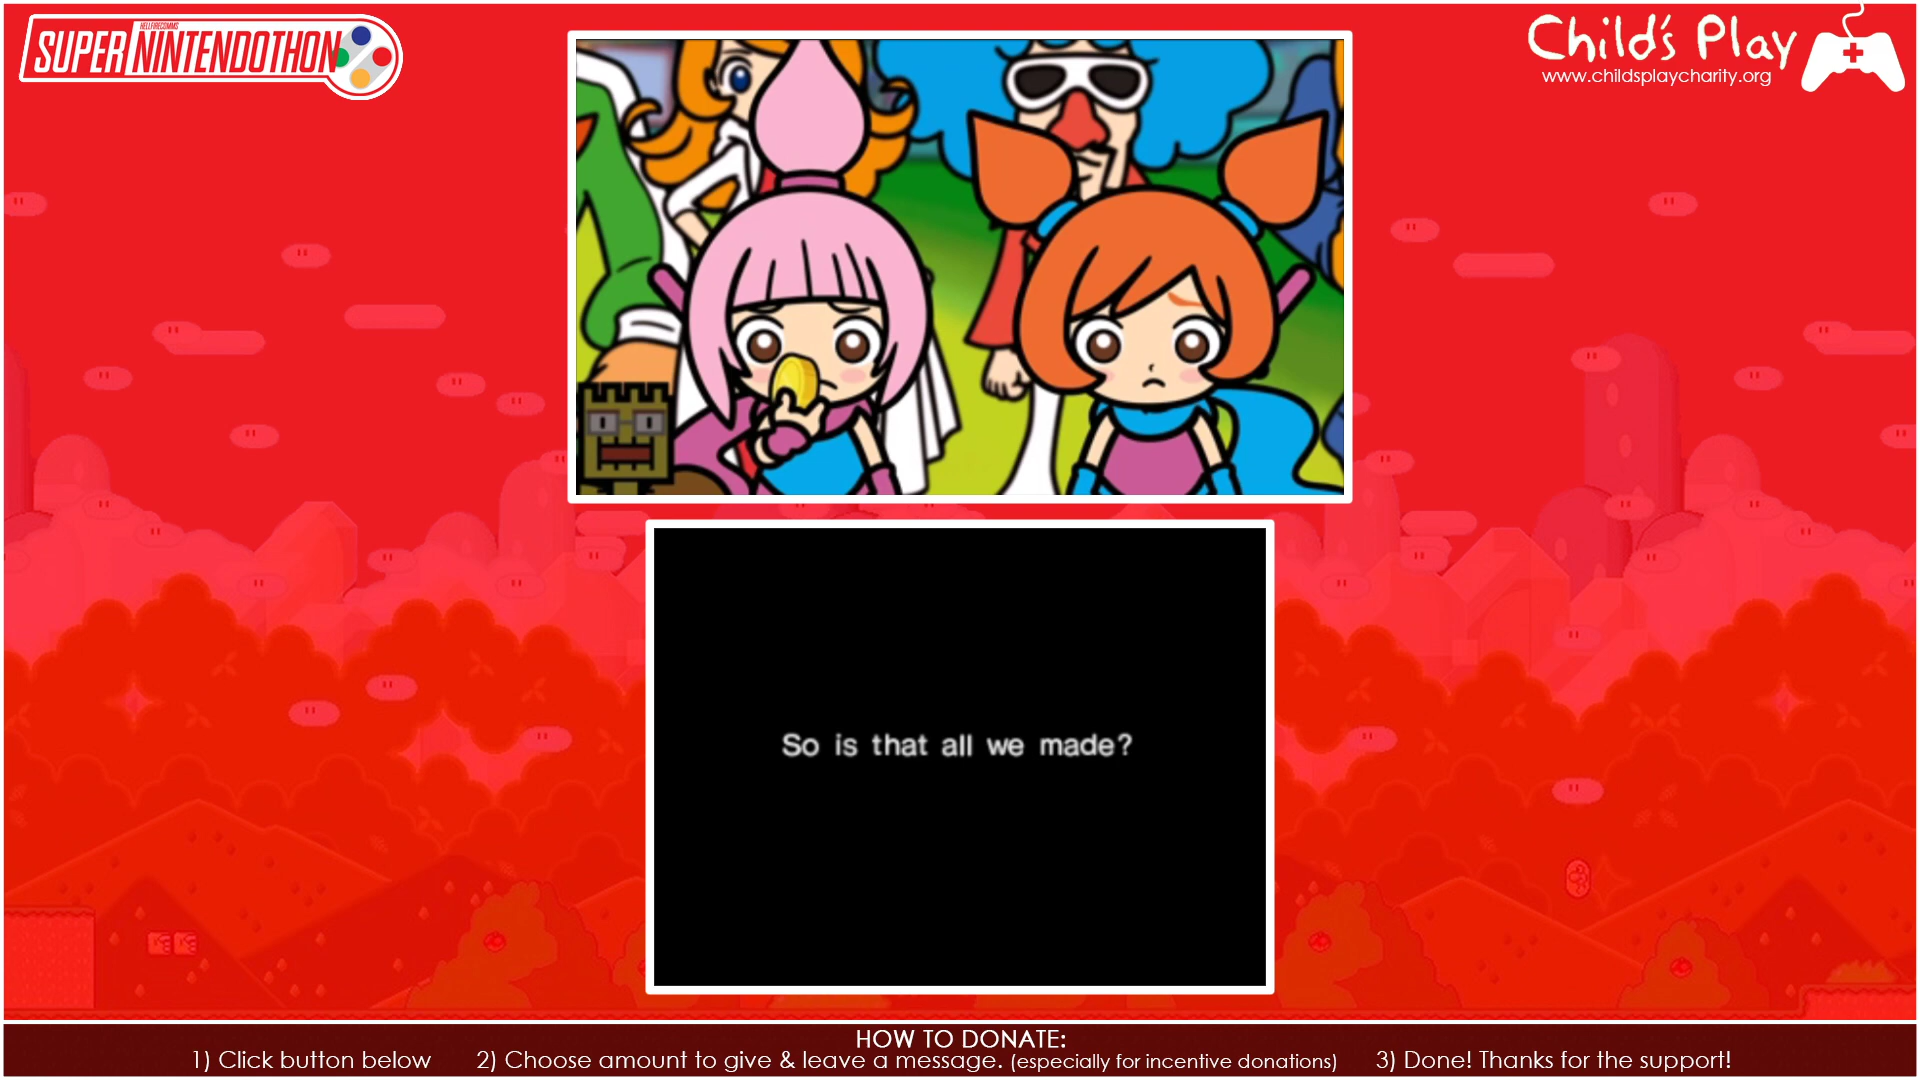 HELLFIRECOMMS
SUPER NINTENDOTHON
Child's Play
www.childsplaycharity.org
So is that all we made?
HOW TO DONATE:
1) Click button below 2) Choose amount to give & leave a message. (especially for incentive donations) 3) Done! Thanks for the support!